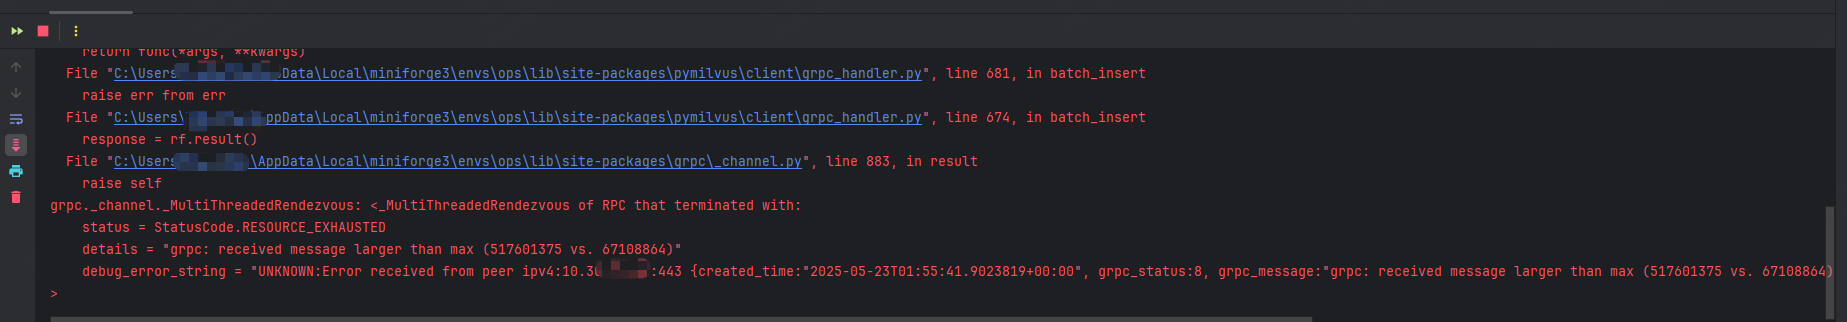 return func(*args, **kwargs)
File "C:\Users Data\Local\miniforge3\envs\ops\lib\site-packages\pymilvus\client\grpc_handler.py", line 681, in batch_insert
raise err from err
File "C:\Users\ ppData\Local\miniforge3\envs\ops\lib\site-packages\pymilvus\client\grpc_handler.py", line 674, in batch_insert
response = rf.result()
File "C:\Users \AppData\Local\miniforge3\envs\ops\lib\site-packages\grpc\_channel.py", line 883, in result
raise self
grpc._channel._MultiThreadedRendezvous: <_MultiThreadedRendezvous of RPC that terminated with:
status = StatusCode.RESOURCE_EXHAUSTED
details = "grpc: received message larger than max (517601375 vs. 67108864)"
debug_error_string = "UNKNOWN:Error received from peer ipv4:10.3 :443 {created_time:"2025-05-23T01:55:41.9023819+00:00", grpc_status:8, grpc_message:"grpc: received message larger than max (517601375 vs. 67108864)
>